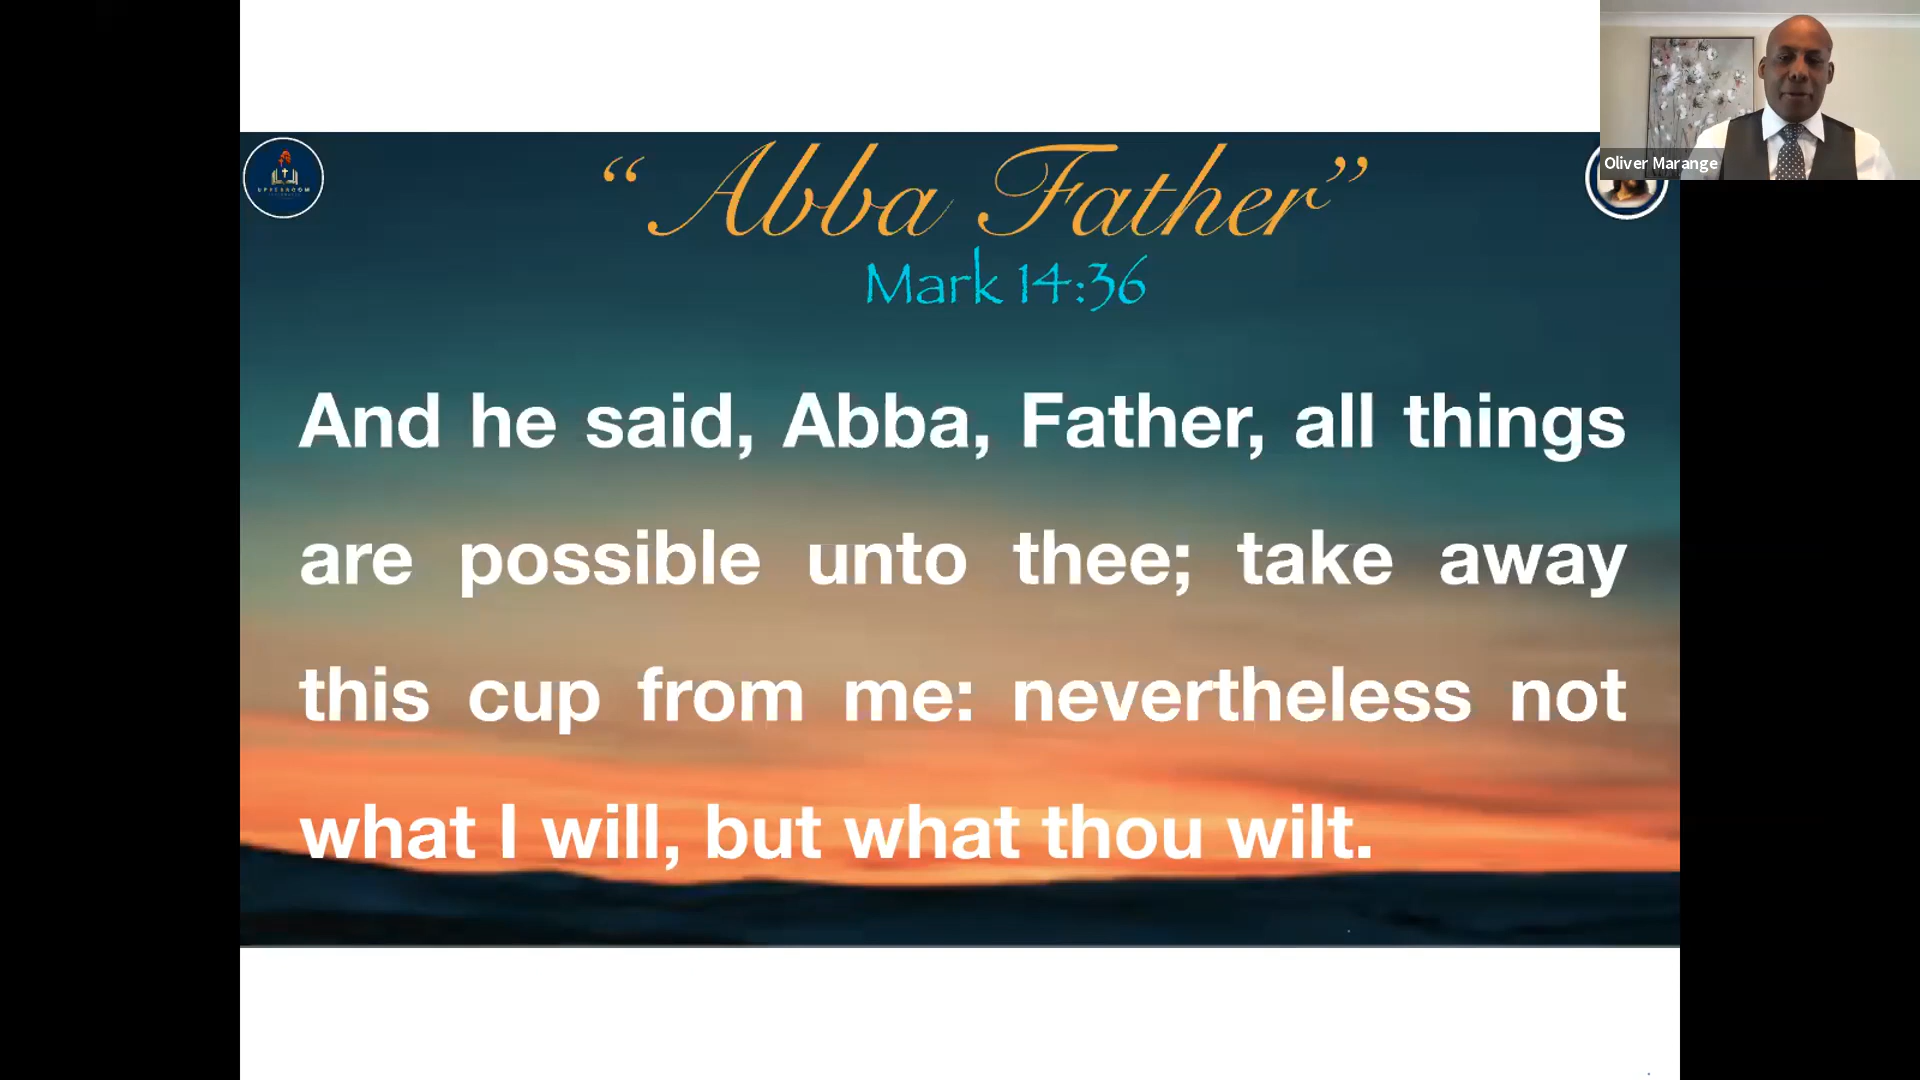 “Abba Father”
Mark 14:36
And he said, Abba, Father, all things
are possible unto thee; take away
this cup from me: nevertheless not
what I will, but what thou wilt.
Oliver Marange
UPPERROOM